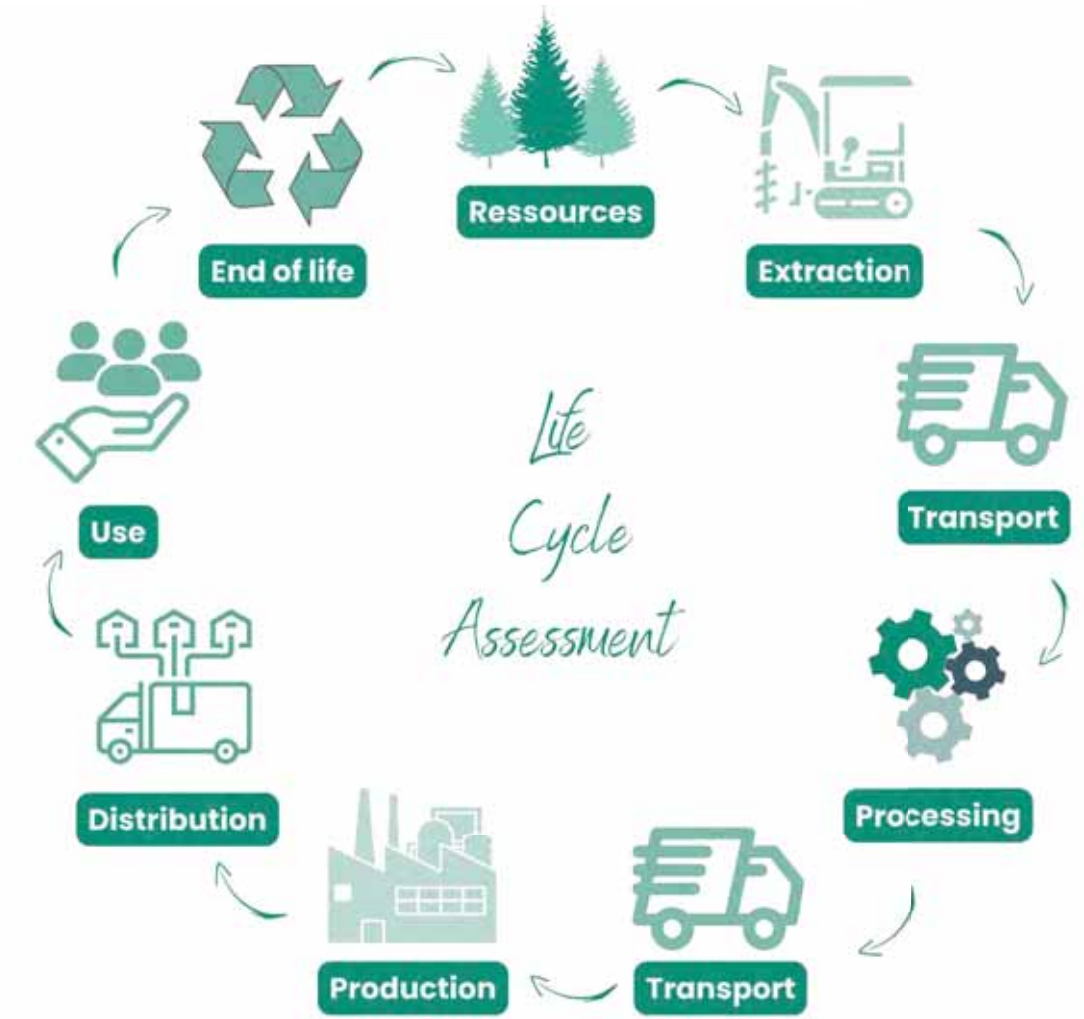 Ressources
End of life
Extraction
Life
Cycle
Assessment
Use
Transport
Distribution
Processing
Production
Transport